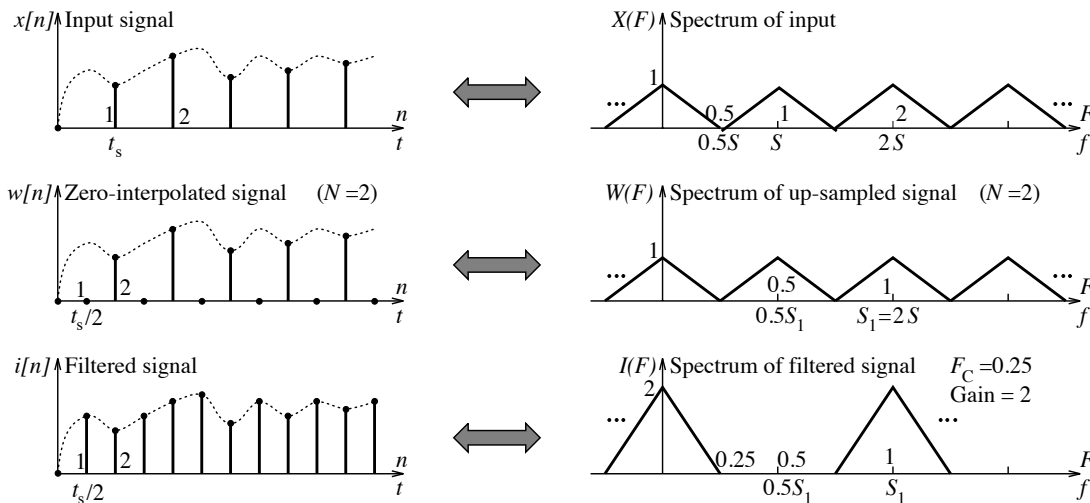 x[n] Input signal
1
2
n
t
t_s
X(F) Spectrum of input
1
...
0.5
1
2
...
F
f
0.5S
S
2S
w[n] Zero-interpolated signal (N =2)
1
2
n
t
t_s/2
W(F) Spectrum of up-sampled signal (N =2)
1
...
0.5
1
...
F
f
0.5S_1
S_1=2S
i[n] Filtered signal
1
2
n
t
t_s/2
I(F) Spectrum of filtered signal
F_C =0.25
Gain = 2
2
...
...
0.25
0.5
1
F
f
0.5S_1
S_1